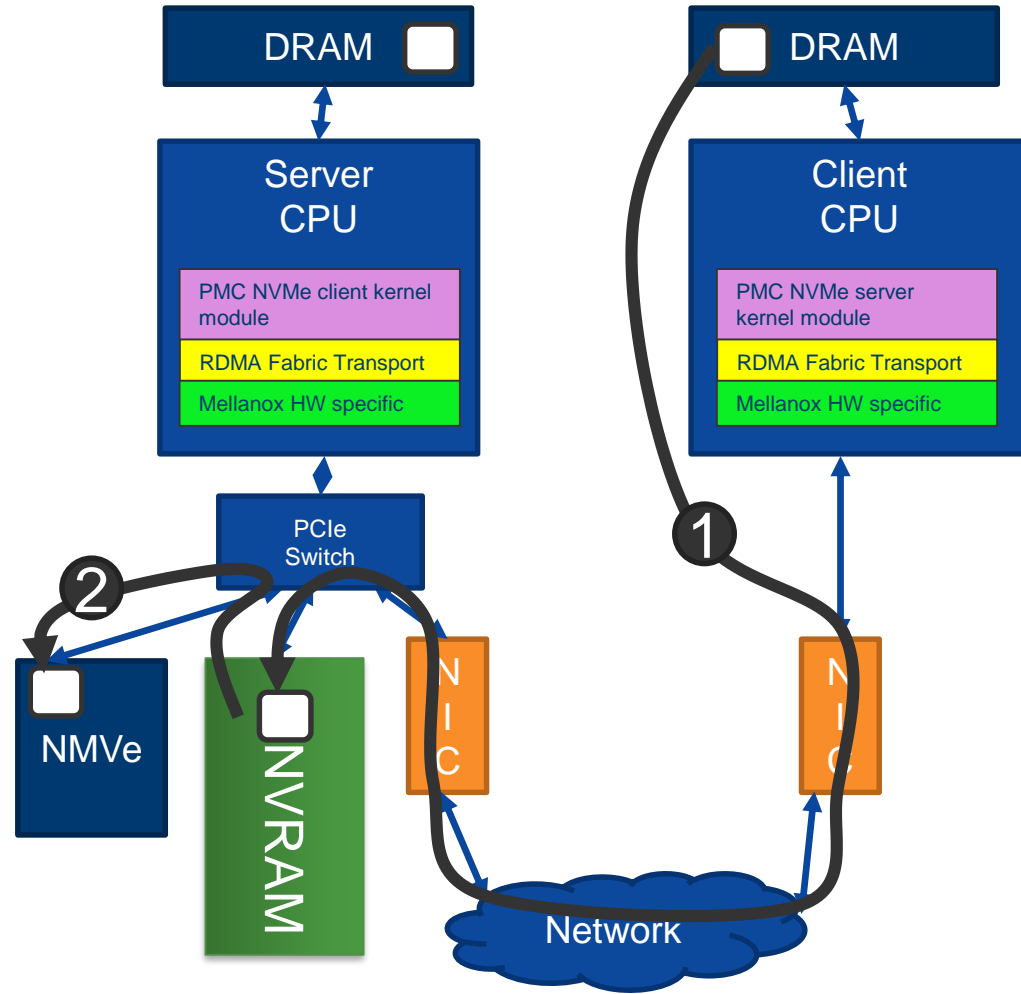 DRAM
DRAM
Server
CPU
PMC NVMe client kernel
module
RDMA Fabric Transport
Mellanox HW specific
Client
CPU
PMC NVMe server
kernel module
RDMA Fabric Transport
Mellanox HW specific
PCIe
Switch
1
2
NMVe
NVRAM
N
I
C
N
I
C
Network